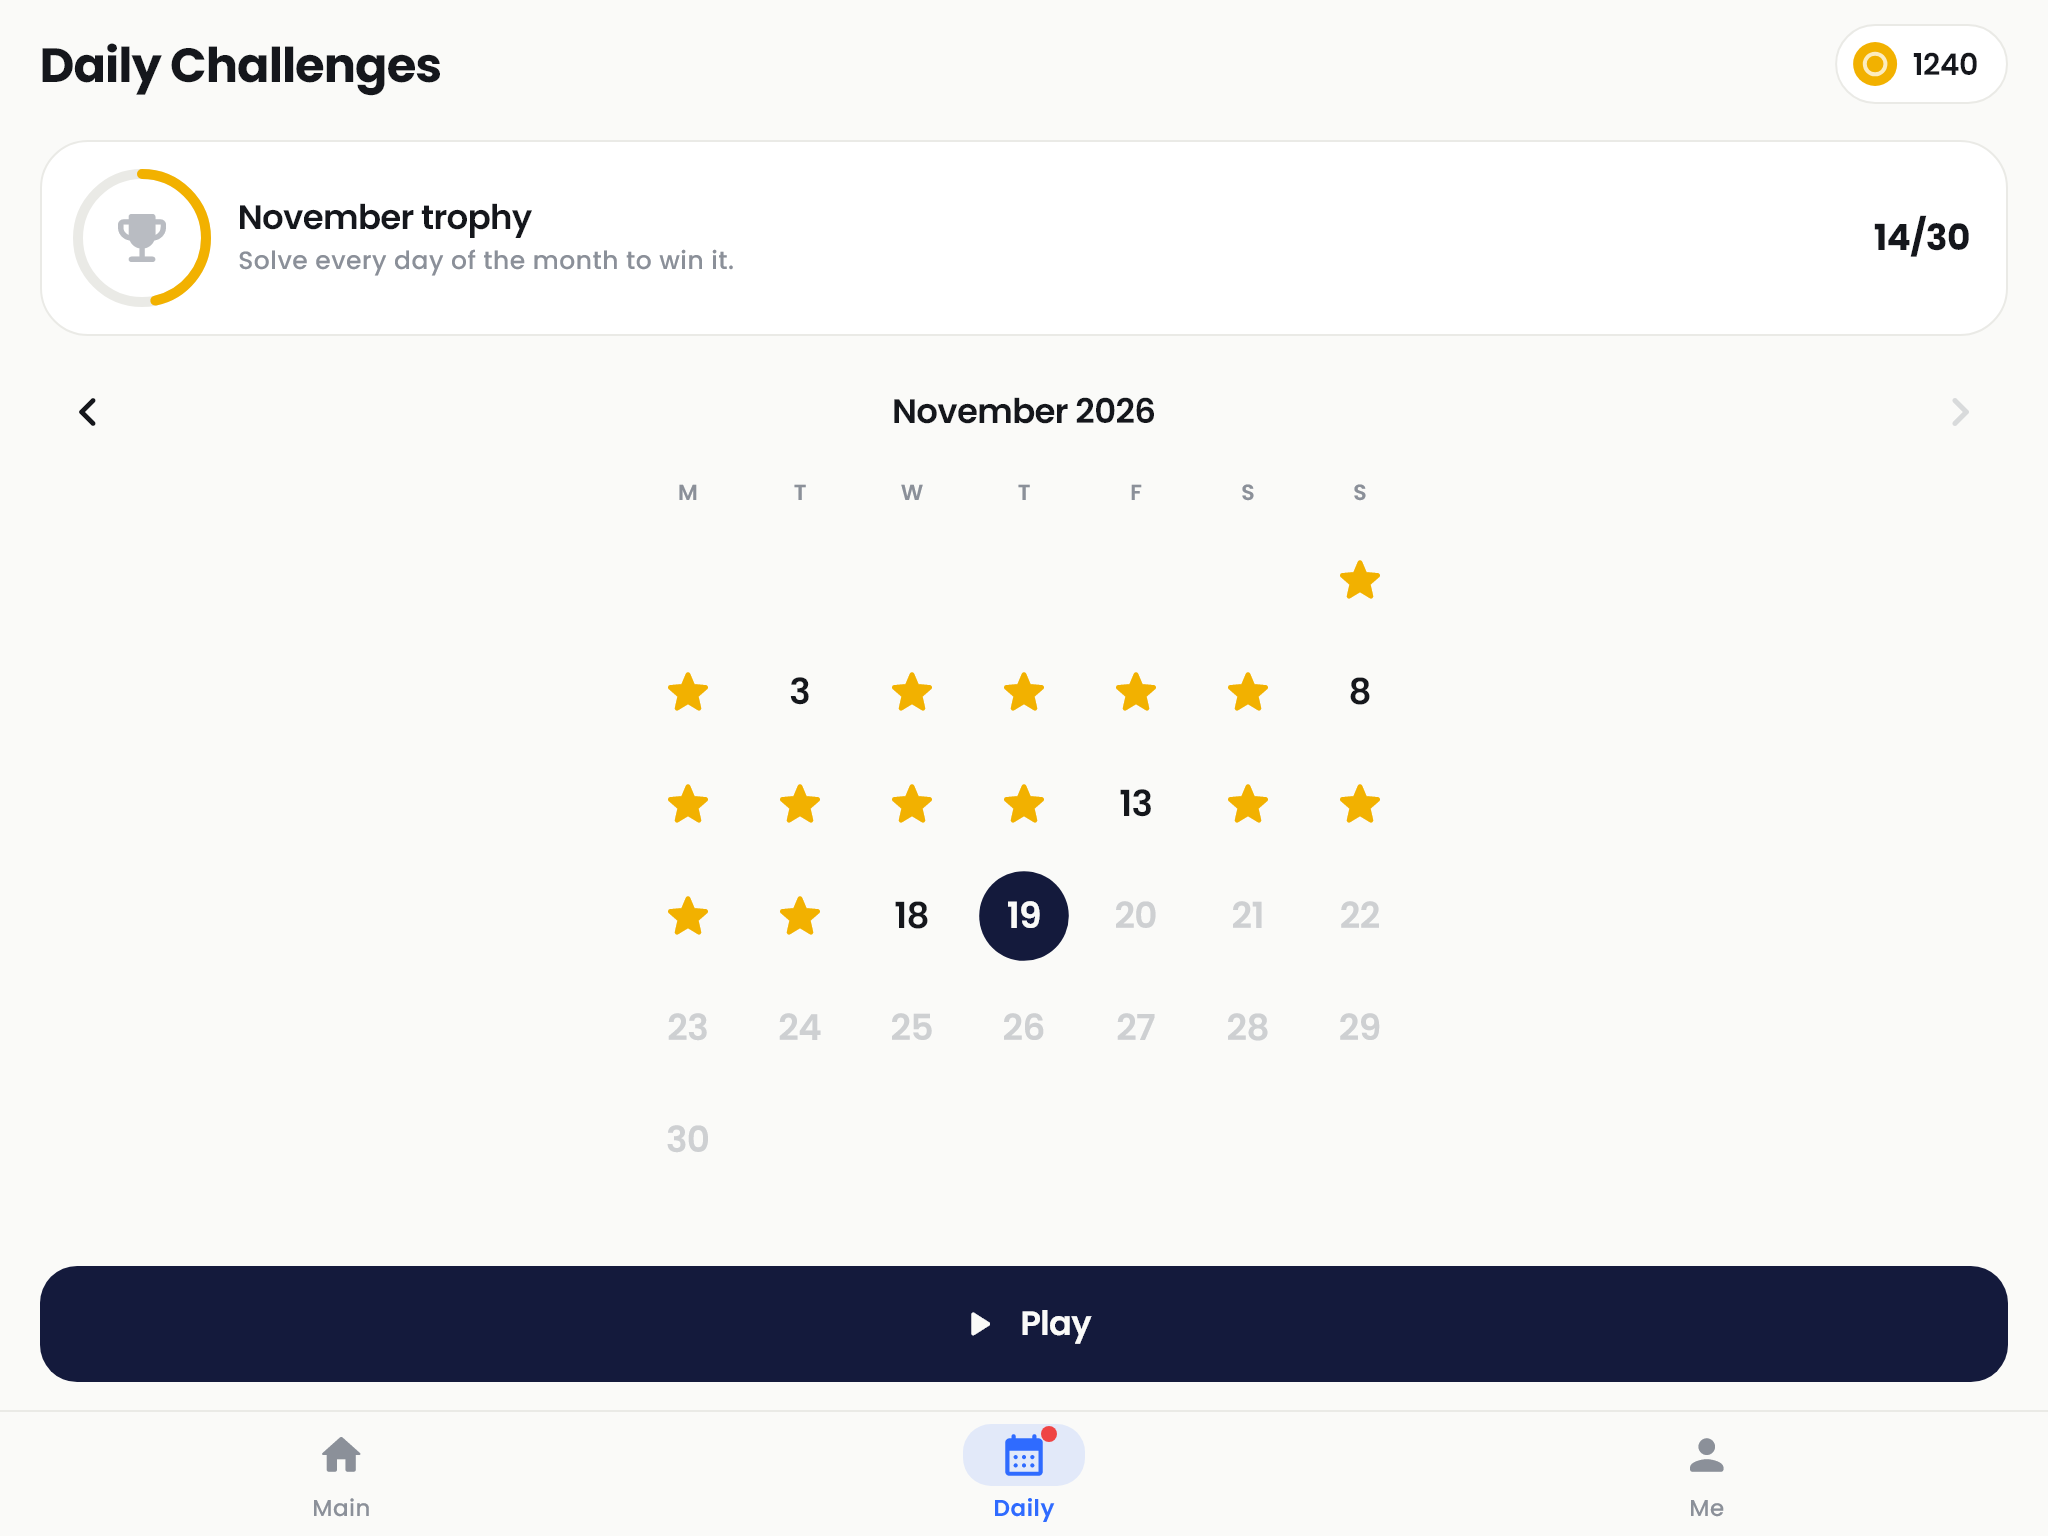 Daily Challenges
1240
November trophy
Solve every day of the month to win it.
14/30
November 2026
M T W T F S S
3 8
13
18 19 20 21 22
23 24 25 26 27 28 29
30
Play
Main
Daily
Me